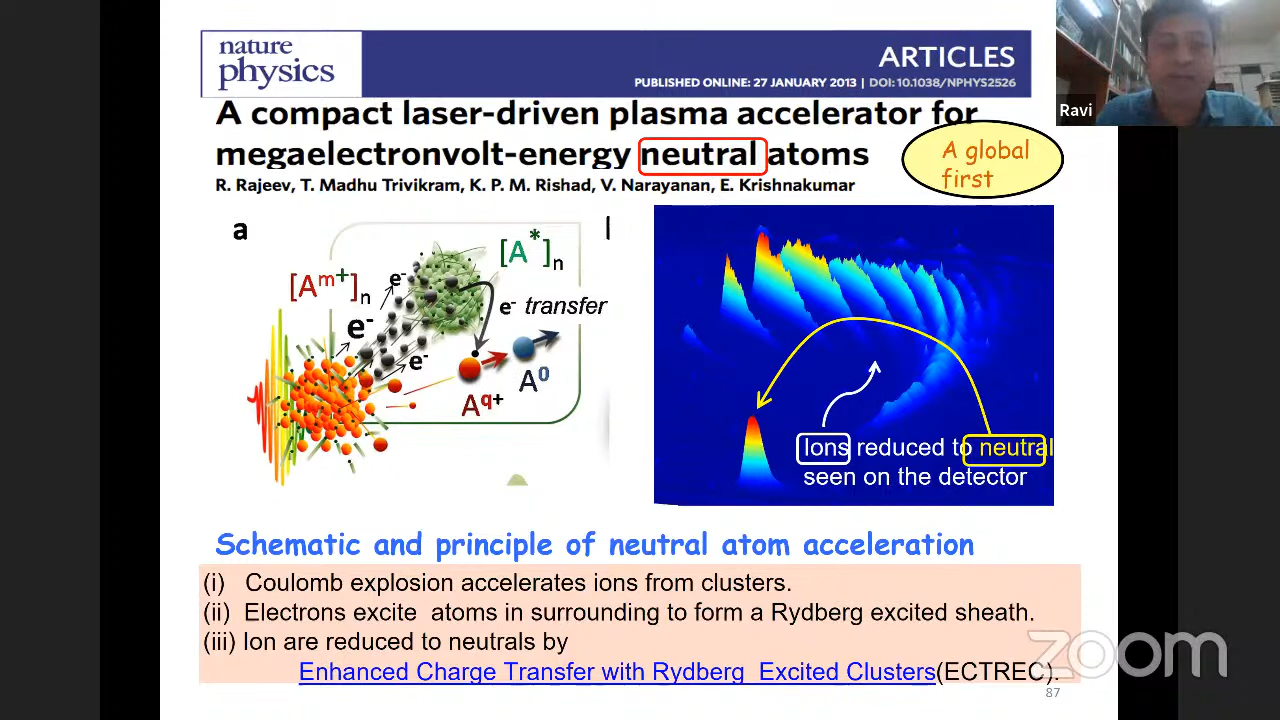 nature
physics
ARTICLES
PUBLISHED ONLINE: 27 JANUARY 2013 | DOI: 10.1038/NPHYS2526
Ravi
A compact laser-driven plasma accelerator for
megaelectronvolt-energy neutral atoms
A global
first
R. Rajeev, T. Madhu Trivikram, K. P. M. Rishad, V. Narayanan, E. Krishnakumar
a
[A*]n
[Am+]n
e-
e- transfer
e-
e-
A0
Aq+
Ions reduced to neutral
seen on the detector
Schematic and principle of neutral atom acceleration
(i) Coulomb explosion accelerates ions from clusters.
(ii) Electrons excite atoms in surrounding to form a Rydberg excited sheath.
(iii) Ion are reduced to neutrals by
Enhanced Charge Transfer with Rydberg Excited Clusters(ECTREC).
zoom
87